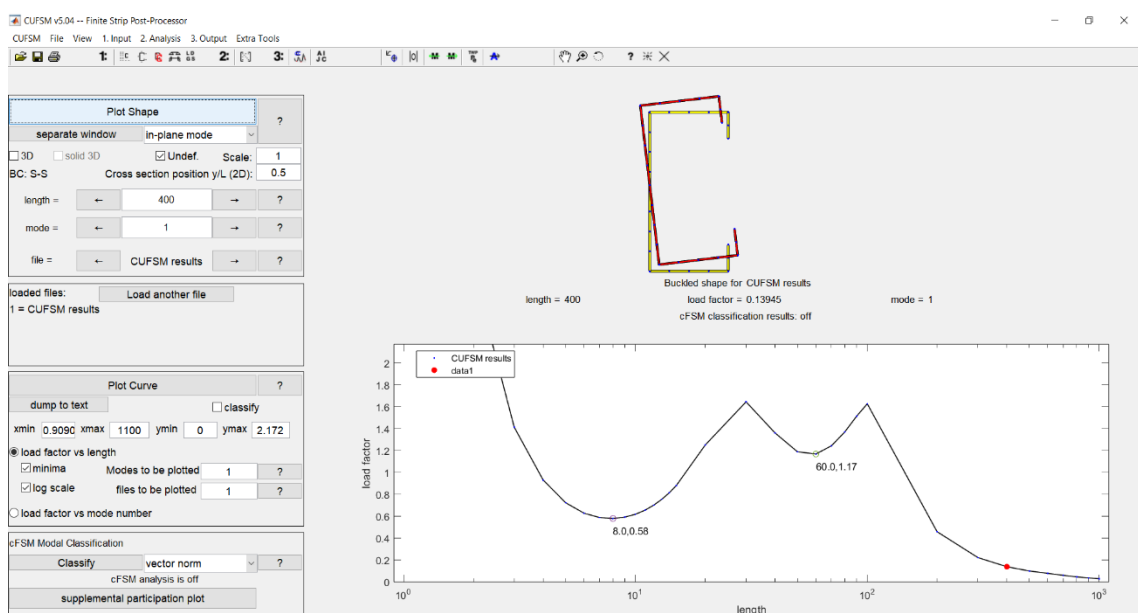 CUFSM v5.04 -- Finite Strip Post-Processor
CUFSM File View 1. Input 2. Analysis 3. Output Extra Tools
1: 2: 3:
Plot Shape ?
separate window in-plane mode
3D solid 3D Undef. Scale: 1
BC: S-S Cross section position y/L (2D): 0.5
length = ← 400 → ?
mode = ← 1 → ?
file = ← CUFSM results → ?
loaded files: Load another file
1 = CUFSM results
Plot Curve ?
dump to text classify
xmin 0.9090 xmax 1100 ymin 0 ymax 2.172
load factor vs length
minima Modes to be plotted 1 ?
log scale files to be plotted 1 ?
load factor vs mode number
cFSM Modal Classification
Classify vector norm ?
cFSM analysis is off
supplemental participation plot
Buckled shape for CUFSM results
length = 400 load factor = 0.13945 mode = 1
cFSM classification results: off
CUFSM results
data1
load factor
2
1.8
1.6
1.4
1.2
1
0.8
0.6
0.4
0.2
0
8.0,0.58
60.0,1.17
10^0 10^1 10^2 10^3
length